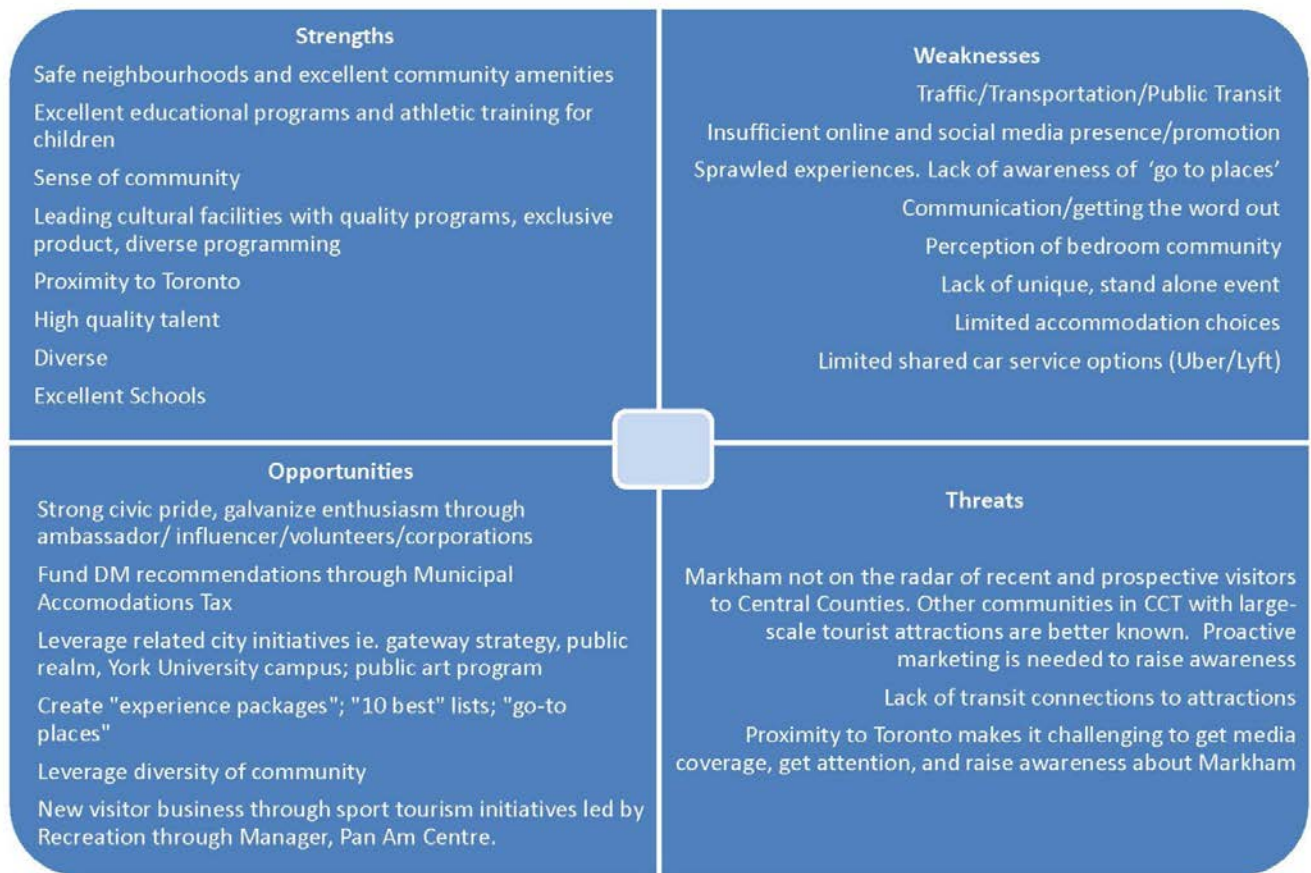 Strengths
Safe neighbourhoods and excellent community amenities
Excellent educational programs and athletic training for
children
Sense of community
Leading cultural facilities with quality programs, exclusive
product, diverse programming
Proximity to Toronto
High quality talent
Diverse
Excellent Schools
Weaknesses
Traffic/Transportation/Public Transit
Insufficient online and social media presence/promotion
Sprawled experiences. Lack of awareness of ‘go to places’
Communication/getting the word out
Perception of bedroom community
Lack of unique, stand alone event
Limited accommodation choices
Limited shared car service options (Uber/Lyft)
Opportunities
Strong civic pride, galvanize enthusiasm through
ambassador/ influencer/volunteers/corporations
Fund DM recommendations through Municipal
Accomodations Tax
Leverage related city initiatives ie. gateway strategy, public
realm, York University campus; public art program
Create "experience packages"; "10 best" lists; "go-to
places"
Leverage diversity of community
New visitor business through sport tourism initiatives led by
Recreation through Manager, Pan Am Centre.
Threats
Markham not on the radar of recent and prospective visitors
to Central Counties. Other communities in CCT with large-
scale tourist attractions are better known.  Proactive
marketing is needed to raise awareness
Lack of transit connections to attractions
Proximity to Toronto makes it challenging to get media
coverage, get attention, and raise awareness about Markham